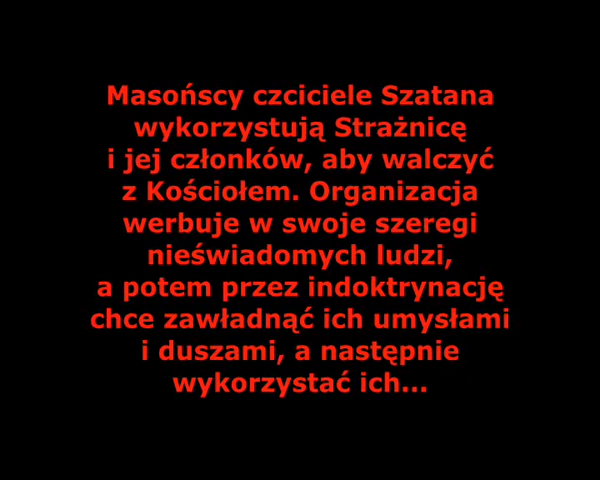 Masońscy czciciele Szatana
wykorzystują Strażnicę
i jej członków, aby walczyć
z Kościołem. Organizacja
werbuje w swoje szeregi
nieświadomych ludzi,
a potem przez indoktrynację
chce zawładnąć ich umysłami
i duszami, a następnie
wykorzystać ich...